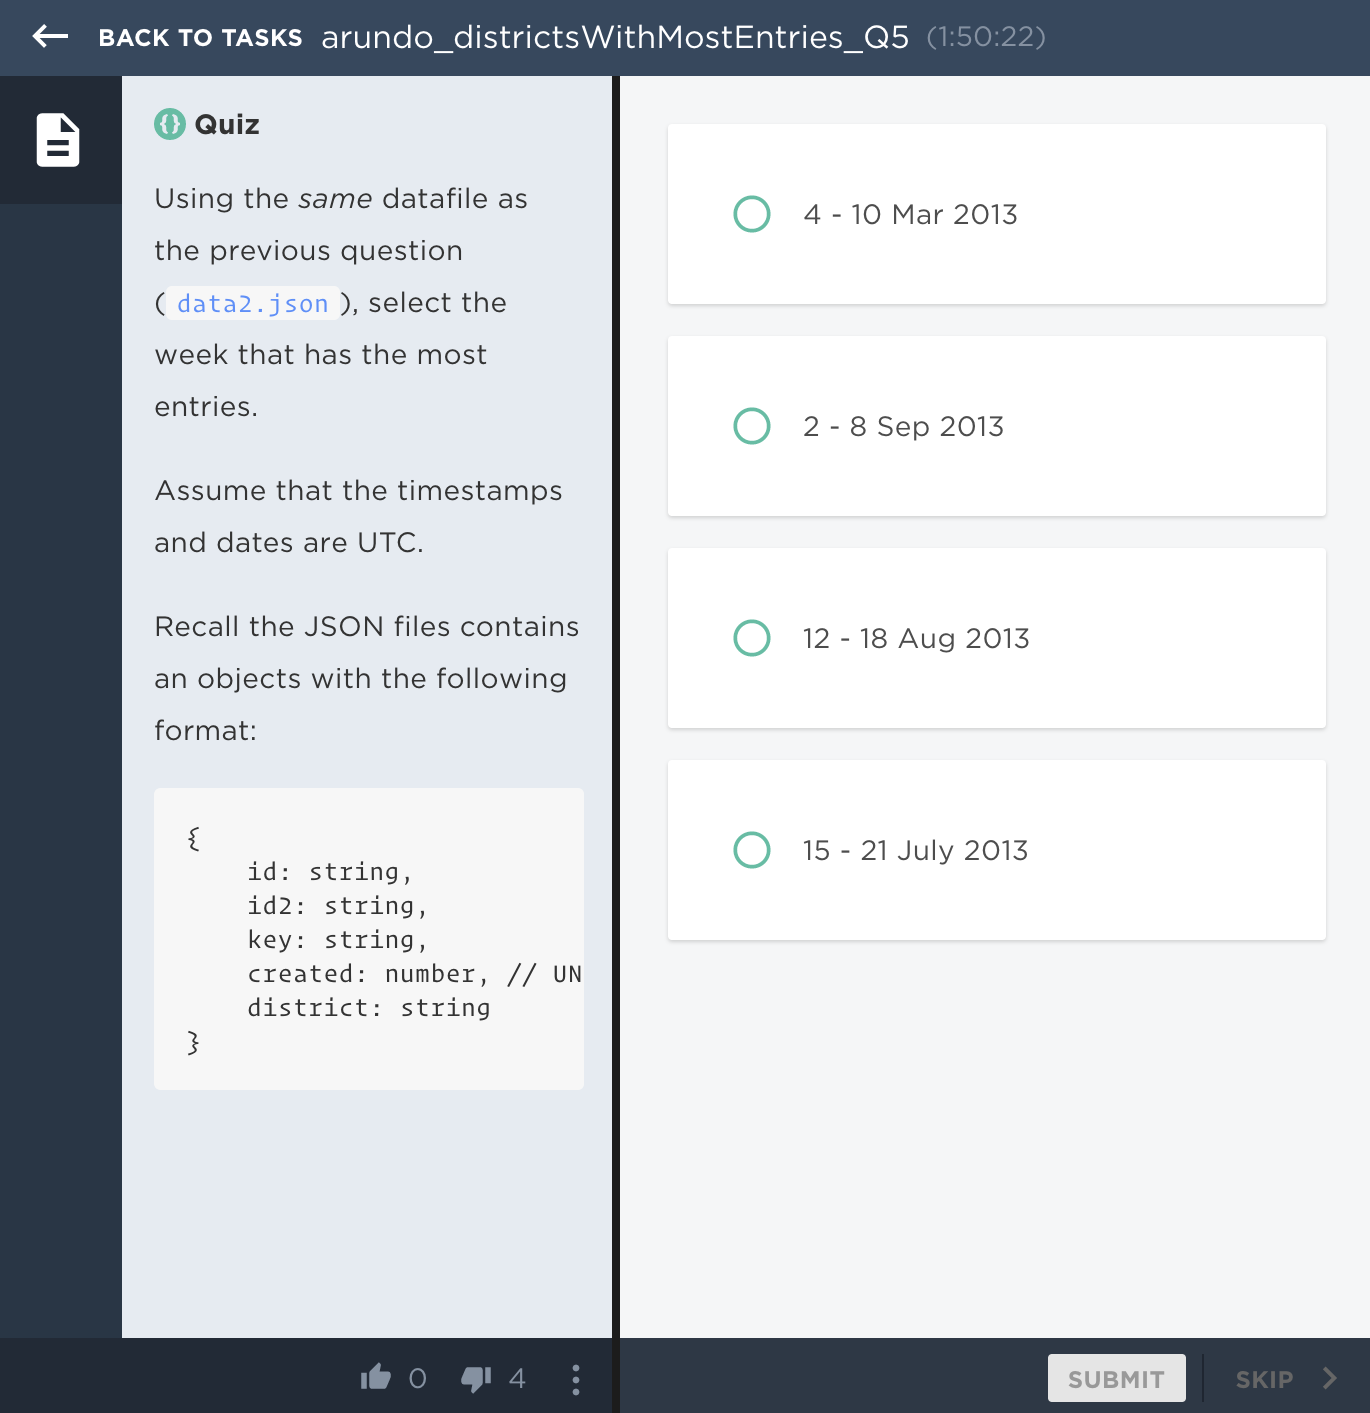 BACK TO TASKS arundo_districtsWithMostEntries_Q5 (1:50:22)
{} Quiz
Using the same datafile as
the previous question
( data2.json ), select the
week that has the most
entries.
Assume that the timestamps
and dates are UTC.
Recall the JSON files contains
an objects with the following
format:
{
    id: string,
    id2: string,
    key: string,
    created: number, // UN
    district: string
}
4 - 10 Mar 2013
2 - 8 Sep 2013
12 - 18 Aug 2013
15 - 21 July 2013
0 4
SUBMIT SKIP